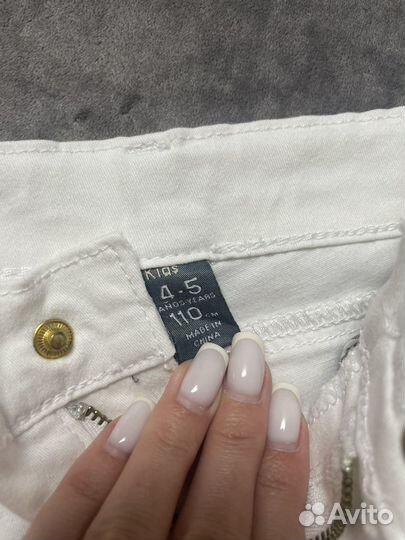 Kids
4-5
AÑOS-YEARS
110 CM
MADE IN
CHINA
Avito